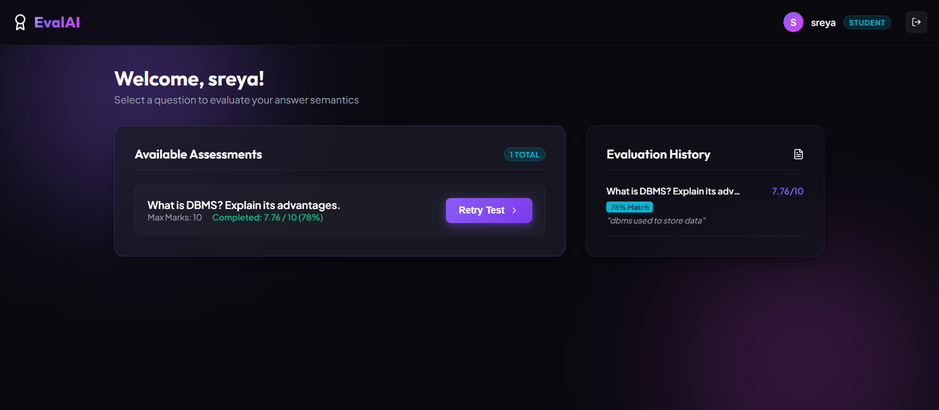 EvalAI
S sreya STUDENT
Welcome, sreya!
Select a question to evaluate your answer semantics
Available Assessments
1 TOTAL
What is DBMS? Explain its advantages.
Max Marks: 10 Completed: 7.76 / 10 (78%)
Retry Test
Evaluation History
What is DBMS? Explain its adv... 7.76/10
78% Match
"dbms used to store data"